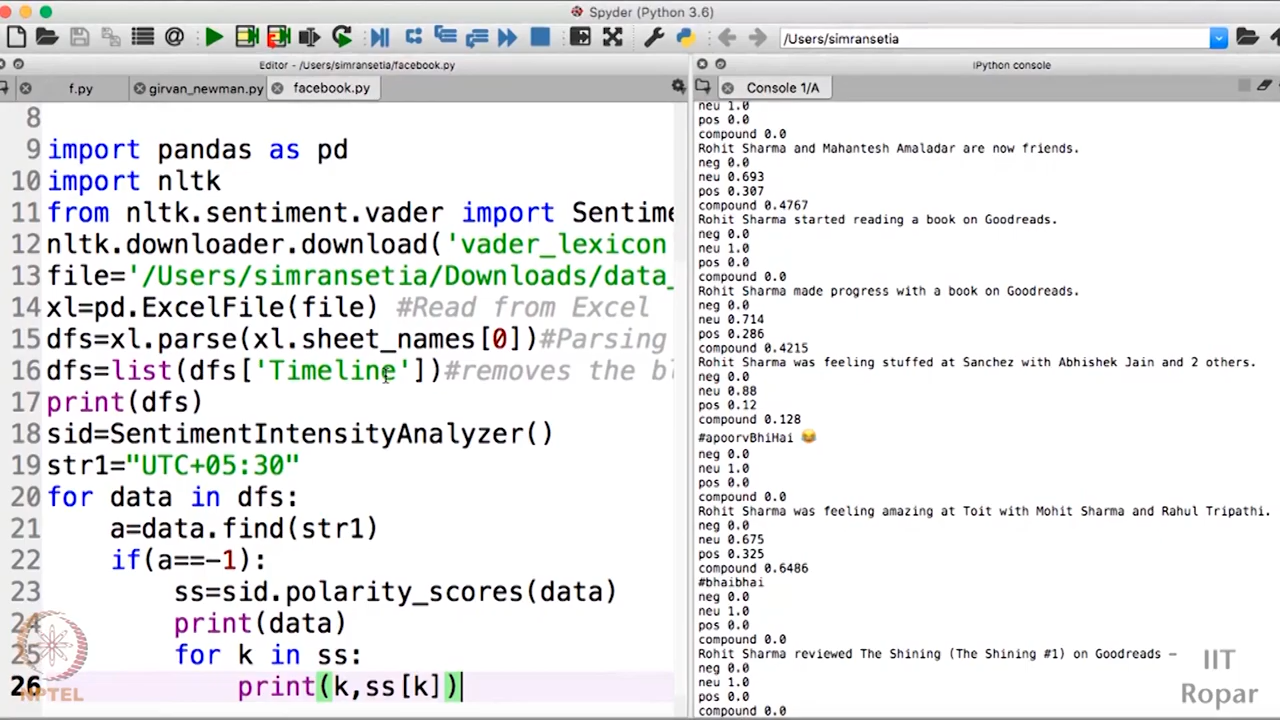 Spyder (Python 3.6)
/Users/simransetia
Editor - /Users/simransetia/facebook.py
IPython console
f.py
girvan_newman.py
facebook.py
Console 1/A
8
9 import pandas as pd
10 import nltk
11 from nltk.sentiment.vader import Sentime
12 nltk.downloader.download('vader_lexicon
13 file='/Users/simransetia/Downloads/data_
14 xl=pd.ExcelFile(file) #Read from Excel
15 dfs=xl.parse(xl.sheet_names[0])#Parsing
16 dfs=list(dfs['Timeline'])#removes the bl
17 print(dfs)
18 sid=SentimentIntensityAnalyzer()
19 str1="UTC+05:30"
20 for data in dfs:
21 a=data.find(str1)
22 if(a==-1):
23 ss=sid.polarity_scores(data)
24 print(data)
25 for k in ss:
26 print(k,ss[k])
neu 1.0
pos 0.0
compound 0.0
Rohit Sharma and Mahantesh Amaladar are now friends.
neg 0.0
neu 0.693
pos 0.307
compound 0.4767
Rohit Sharma started reading a book on Goodreads.
neg 0.0
neu 1.0
pos 0.0
compound 0.0
Rohit Sharma made progress with a book on Goodreads.
neg 0.0
neu 0.714
pos 0.286
compound 0.4215
Rohit Sharma was feeling stuffed at Sanchez with Abhishek Jain and 2 others.
neg 0.0
neu 0.88
pos 0.12
compound 0.128
#apoorvBhiHai 😂
neg 0.0
neu 1.0
pos 0.0
compound 0.0
Rohit Sharma was feeling amazing at Toit with Mohit Sharma and Rahul Tripathi.
neg 0.0
neu 0.675
pos 0.325
compound 0.6486
#bhaibhai
neg 0.0
neu 1.0
pos 0.0
compound 0.0
Rohit Sharma reviewed The Shining (The Shining #1) on Goodreads -
neg 0.0
neu 1.0
pos 0.0
compound 0.0
NPTEL
IIT
Ropar